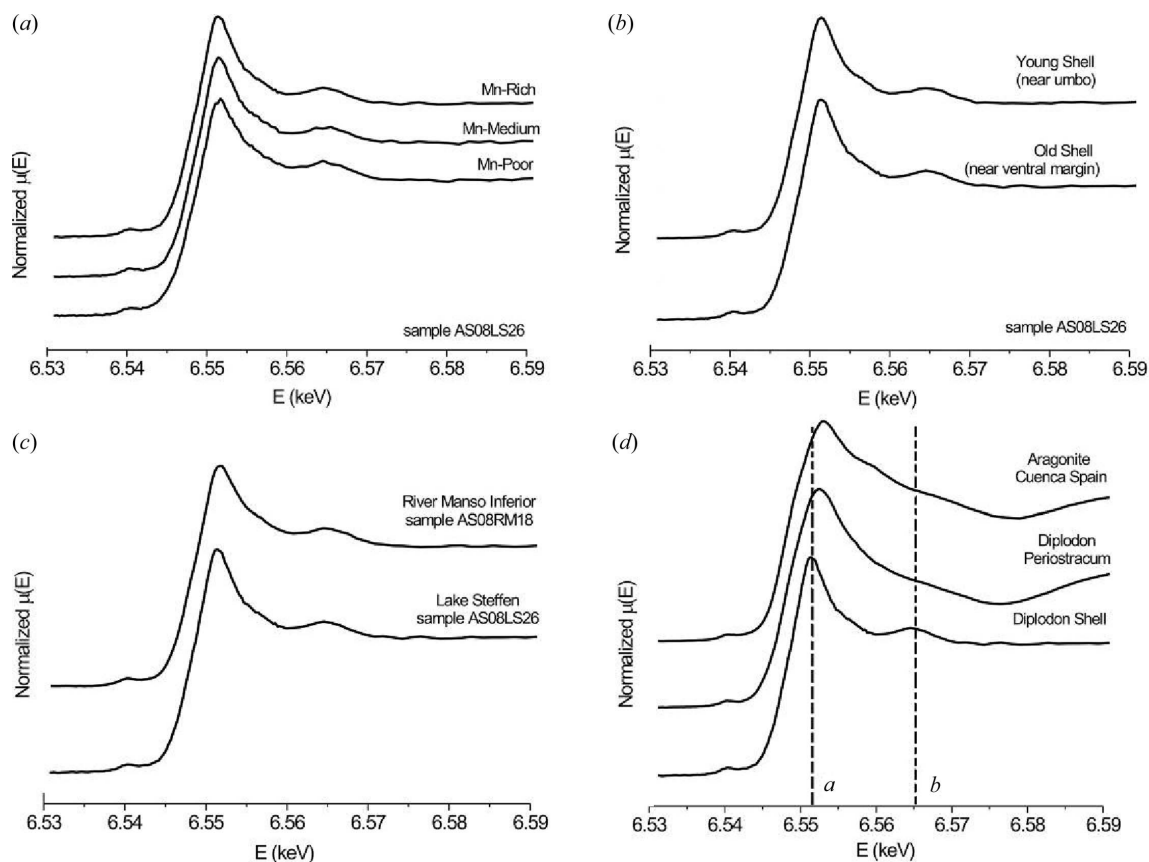 (a)
Normalized μ(E)
Mn-Rich
Mn-Medium
Mn-Poor
sample AS08LS26
6.53 6.54 6.55 6.56 6.57 6.58 6.59
E (keV)
(b)
Normalized μ(E)
Young Shell
(near umbo)
Old Shell
(near ventral margin)
sample AS08LS26
6.53 6.54 6.55 6.56 6.57 6.58 6.59
E (keV)
(c)
Normalized μ(E)
River Manso Inferior
sample AS08RM18
Lake Steffen
sample AS08LS26
6.53 6.54 6.55 6.56 6.57 6.58 6.59
E (keV)
(d)
Normalized μ(E)
Aragonite
Cuenca Spain
Diplodon
Periostracum
Diplodon Shell
a b
6.53 6.54 6.55 6.56 6.57 6.58 6.59
E (keV)